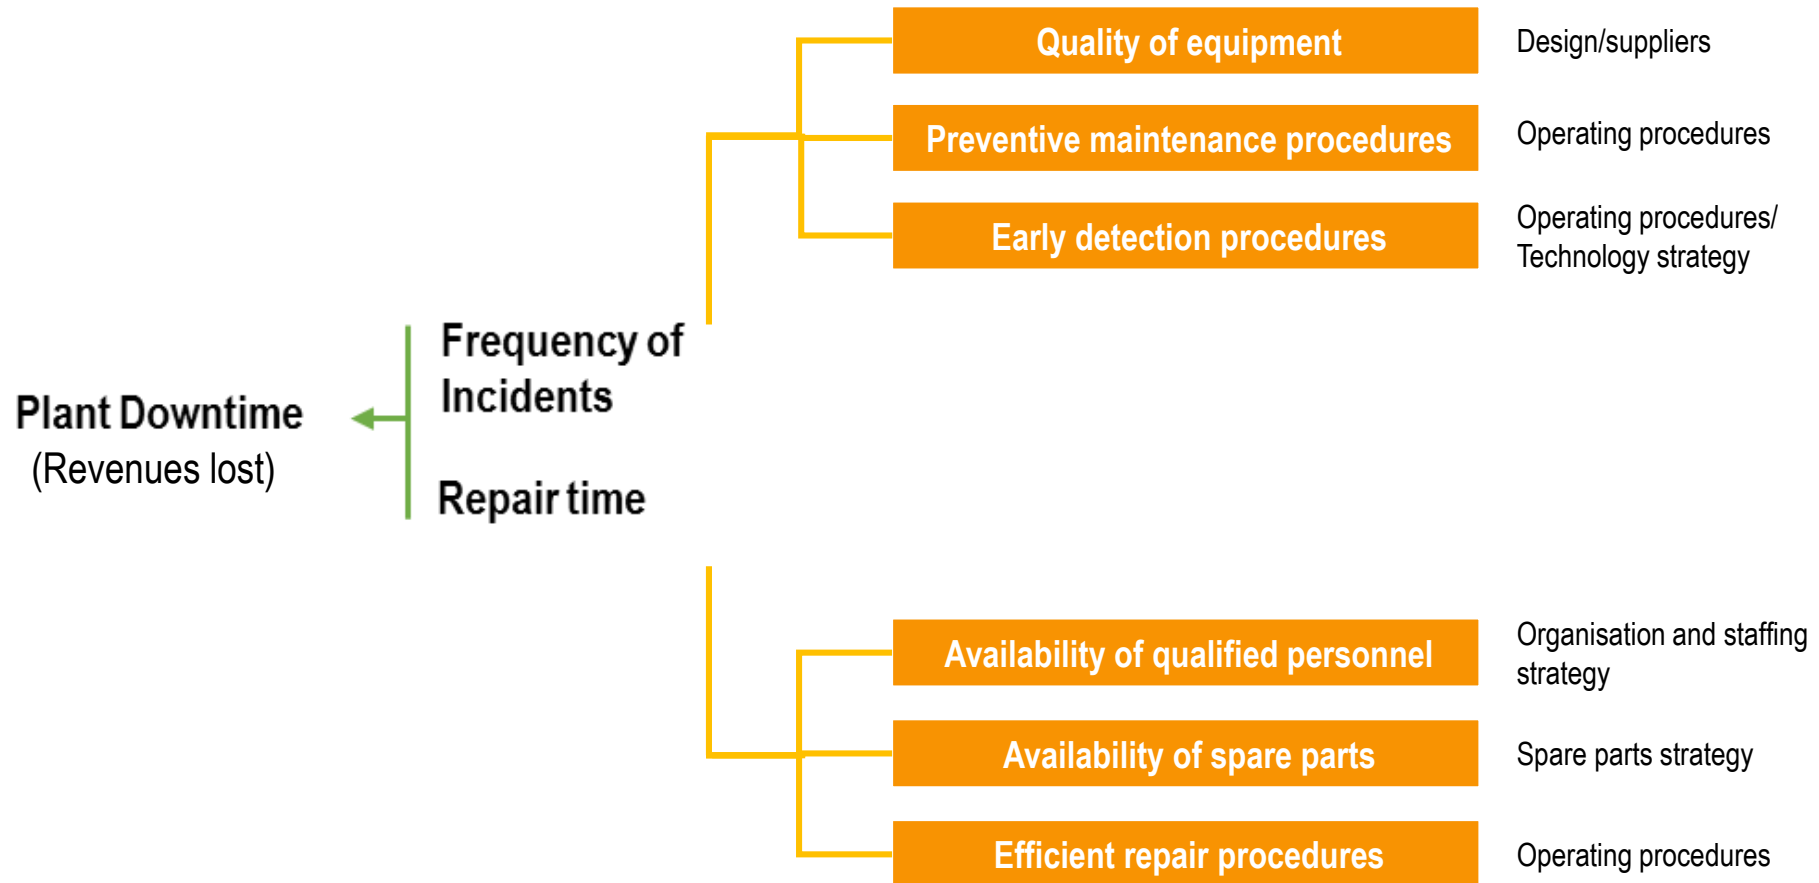 Quality of equipment
Design/suppliers
Preventive maintenance procedures
Operating procedures
Early detection procedures
Operating procedures/
Technology strategy
Frequency of
Incidents
Plant Downtime
(Revenues lost)
Repair time
Availability of qualified personnel
Organisation and staffing
strategy
Availability of spare parts
Spare parts strategy
Efficient repair procedures
Operating procedures